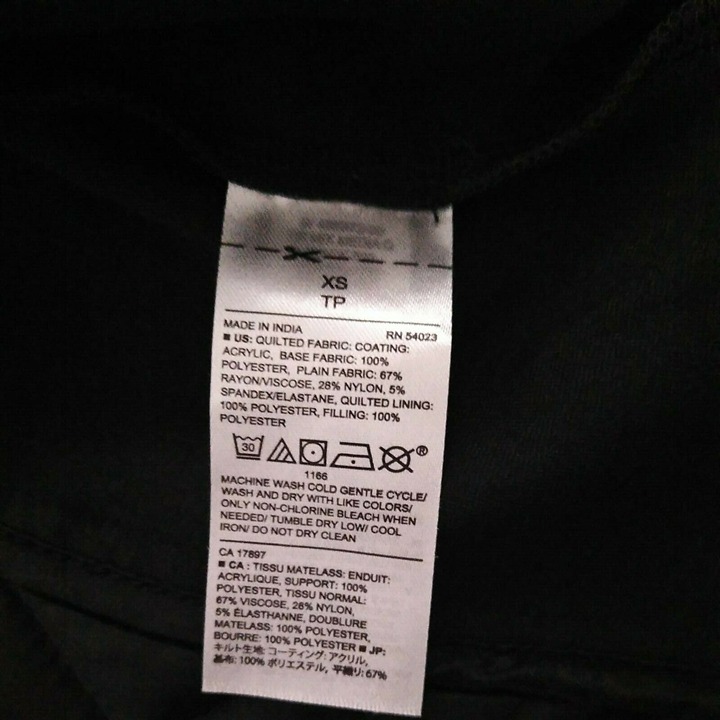 XS
TP
MADE IN INDIA RN 54023
■ US: QUILTED FABRIC: COATING:
ACRYLIC, BASE FABRIC: 100%
POLYESTER, PLAIN FABRIC: 67%
RAYON/VISCOSE, 28% NYLON, 5%
SPANDEX/ELASTANE, QUILTED LINING:
100% POLYESTER, FILLING: 100%
POLYESTER
30 ®
1166
MACHINE WASH COLD GENTLE CYCLE/
WASH AND DRY WITH LIKE COLORS/
ONLY NON-CHLORINE BLEACH WHEN
NEEDED/ TUMBLE DRY LOW/ COOL
IRON/ DO NOT DRY CLEAN
CA 17897
■ CA : TISSU MATELASS: ENDUIT:
ACRYLIQUE, SUPPORT: 100%
POLYESTER, TISSU NORMAL:
67% VISCOSE, 28% NYLON,
5% ÉLASTHANNE, DOUBLURE
MATELASS: 100% POLYESTER,
BOURRE: 100% POLYESTER ■ JP:
キルト生地: コーティング: アクリル,
基布: 100% ポリエステル, 平織り: 67%